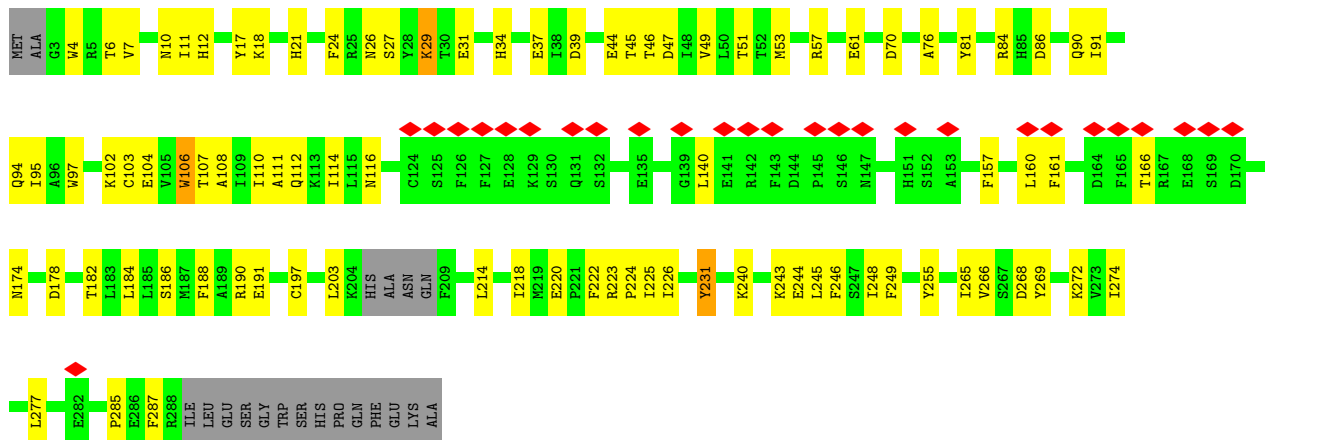 MET ALA G3 W4 R5 T6 V7 N10 I11 H12 Y17 K18 H21 F24 R25 N26 S27 Y28 K29 T30 E31 H34 E37 I38 D39 E44 T45 T46 D47 I48 V49 L50 T51 T52 M53 R57 E61 D70 A76 Y81 R84 H85 D86 Q90 I91
Q94 I95 A96 W97 K102 C103 E104 V105 W106 T107 A108 I109 I110 A111 Q112 K113 I114 L115 N116 C124 S125 F126 F127 E128 K129 S130 Q131 S132 E135 G139 L140 E141 R142 F143 D144 P145 S146 N147 H151 S152 A153 F157 L160 F161 D164 F165 T166 R167 E168 S169 D170
N174 D178 T182 L183 L184 L185 S186 M187 F188 A189 R190 E191 C197 L203 K204 HIS ALA ASN GLN F209 L214 I218 M219 E220 P221 F222 R223 P224 I225 I226 Y231 K240 K243 E244 L245 F246 S247 I248 F249 Y255 I265 V266 S267 D268 Y269 K272 V273 I274
L277 E282 P285 E286 F287 R288 ILE LEU GLU SER GLY TRP SER HIS PRO GLN PHE GLU LYS ALA